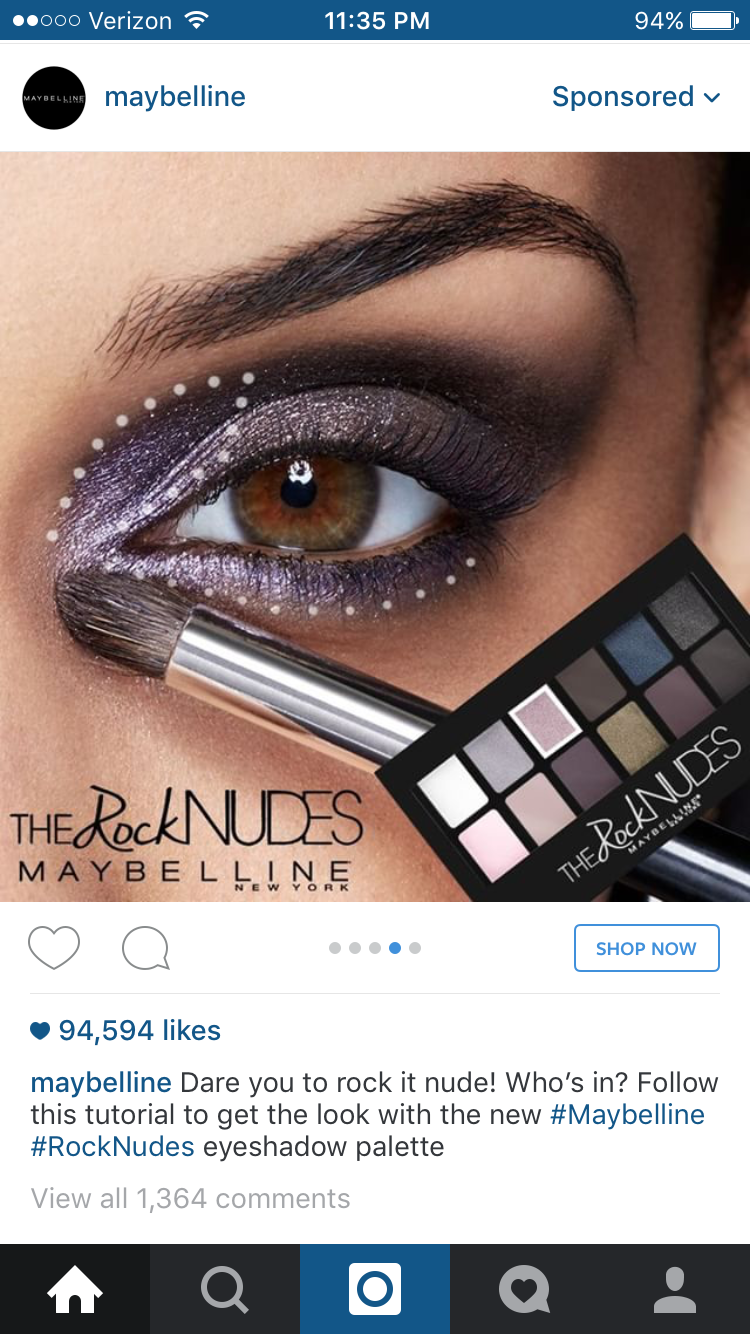 Verizon 11:35 PM 94%
MAYBELLINE
maybelline Sponsored
THE Rock NUDES
MAYBELLINE
NEW YORK
THE Rock NUDES
MAYBELLINE
NEW YORK
SHOP NOW
94,594 likes
maybelline Dare you to rock it nude! Who’s in? Follow
this tutorial to get the look with the new #Maybelline
#RockNudes eyeshadow palette
View all 1,364 comments